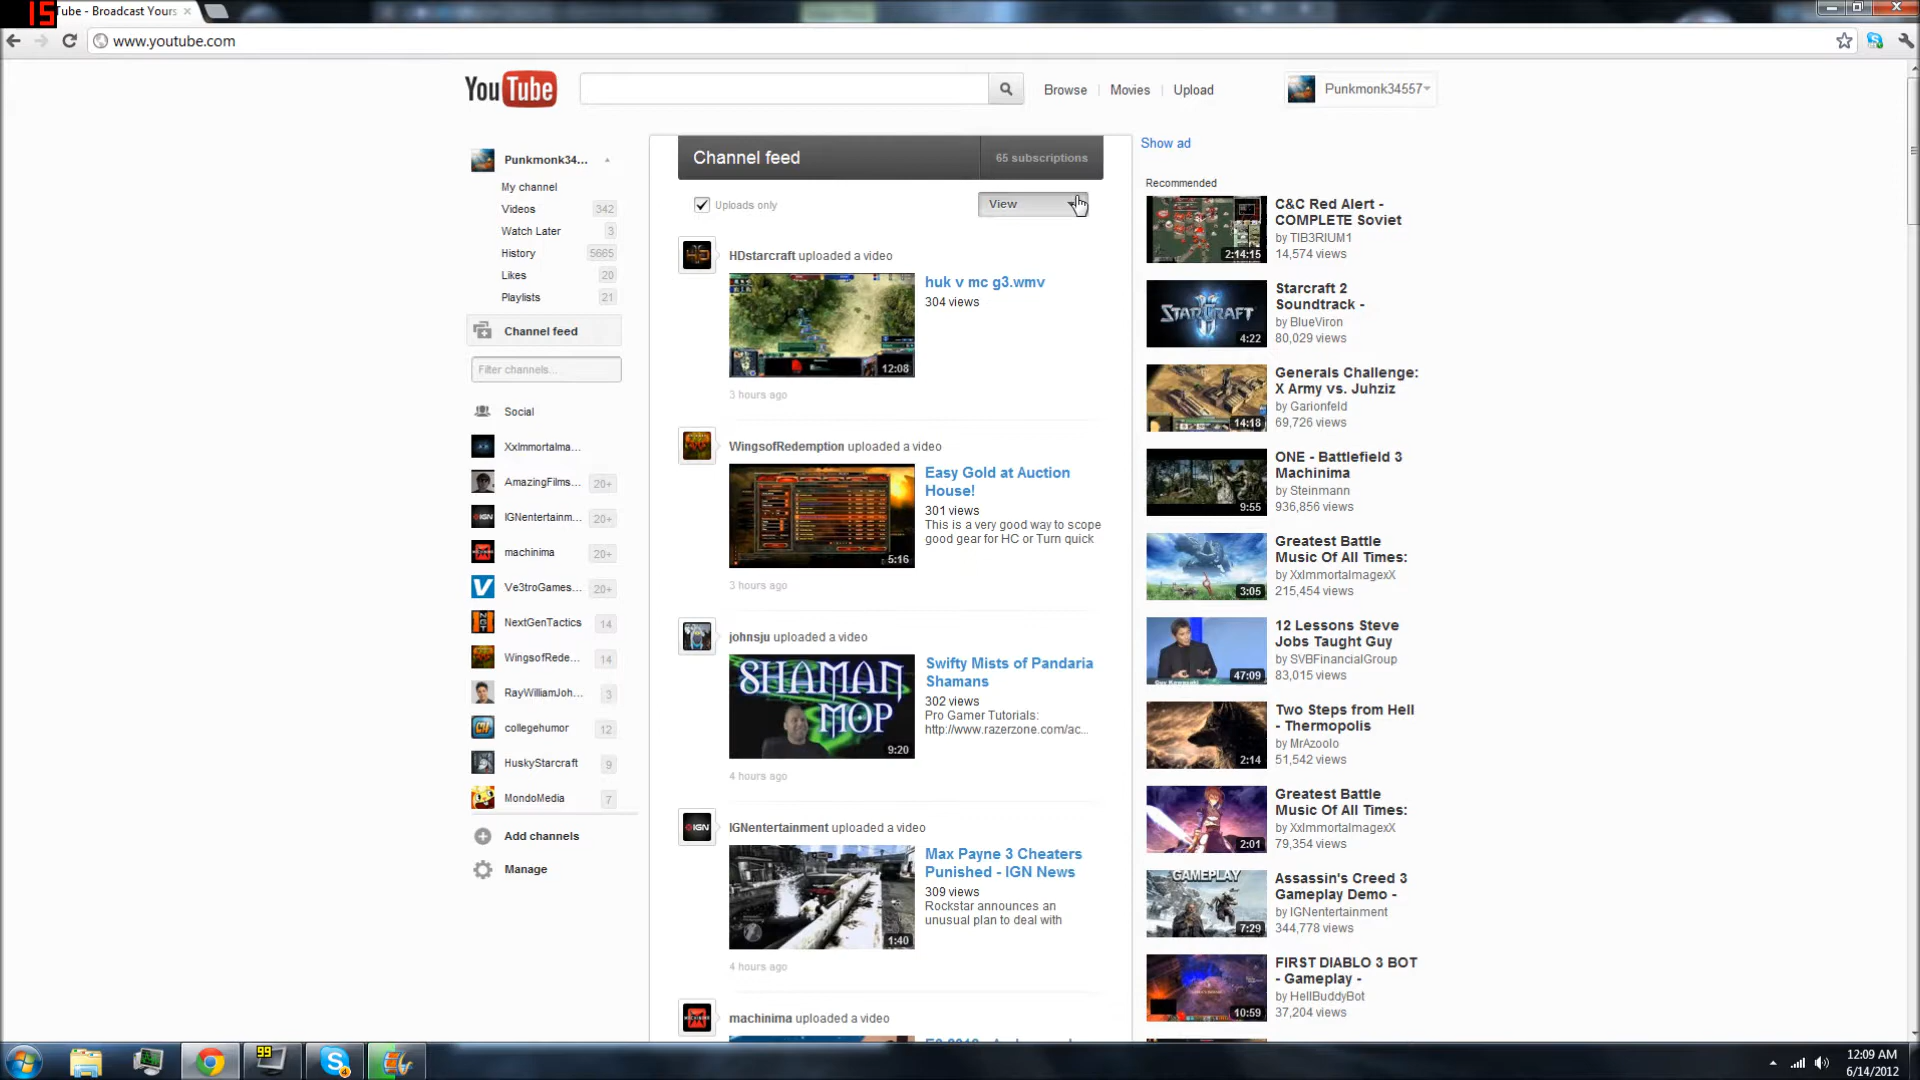 15
Tube - Broadcast Yours
www.youtube.com
YouTube
Browse
Movies
Upload
Punkmonk34557
Punkmonk34...
My channel
Videos 342
Watch Later 3
History 5665
Likes 20
Playlists 21
Channel feed
Filter channels...
Social
XxImmortalma...
AmazingFilms... 20+
IGNentertainm... 20+
machinima 20+
Ve3troGames... 20+
NextGenTactics 14
WingsofRede... 14
RayWilliamJoh... 3
collegehumor 12
HuskyStarcraft 9
MondoMedia 7
Add channels
Manage
Channel feed
65 subscriptions
Uploads only
View
HDstarcraft uploaded a video
12:08
huk v mc g3.wmv
304 views
3 hours ago
WingsofRedemption uploaded a video
5:16
Easy Gold at Auction
House!
301 views
This is a very good way to scope
good gear for HC or Turn quick
3 hours ago
johnsju uploaded a video
SHAMAN
MOP
9:20
Swifty Mists of Pandaria
Shamans
302 views
Pro Gamer Tutorials:
http://www.razerzone.com/ac...
4 hours ago
IGN
IGNentertainment uploaded a video
1:40
Max Payne 3 Cheaters
Punished - IGN News
309 views
Rockstar announces an
unusual plan to deal with
4 hours ago
machinima uploaded a video
Show ad
Recommended
2:14:15
C&C Red Alert -
COMPLETE Soviet
by TIB3RIUM1
14,574 views
STARCRAFT
4:22
Starcraft 2
Soundtrack -
by BlueViron
80,029 views
14:18
Generals Challenge:
X Army vs. Juhziz
by Garionfeld
69,726 views
9:55
ONE - Battlefield 3
Machinima
by Steinmann
936,856 views
3:05
Greatest Battle
Music Of All Times:
by XxImmortalmagexX
215,454 views
Guy Kawasaki
47:09
12 Lessons Steve
Jobs Taught Guy
by SVBFinancialGroup
83,015 views
2:14
Two Steps from Hell
- Thermopolis
by MrAzoolo
51,542 views
2:01
Greatest Battle
Music Of All Times:
by XxImmortalmagexX
79,354 views
GAMEPLAY
7:29
Assassin's Creed 3
Gameplay Demo -
by IGNentertainment
344,778 views
10:59
FIRST DIABLO 3 BOT
- Gameplay -
by HellBuddyBot
37,204 views
99
4
12:09 AM
6/14/2012